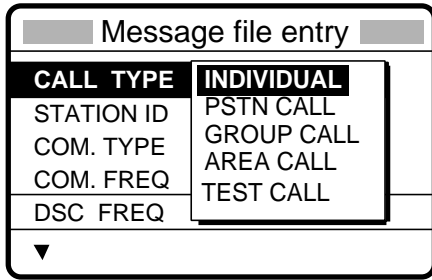 Message file entry
CALL TYPE
STATION ID
COM. TYPE
COM. FREQ
DSC FREQ
INDIVIDUAL
PSTN CALL
GROUP CALL
AREA CALL
TEST CALL